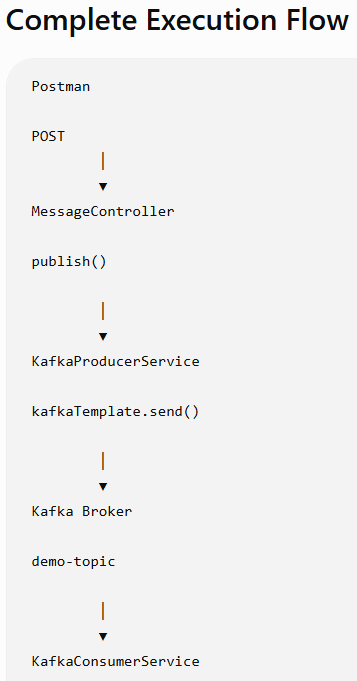 Complete Execution Flow
Postman
POST
│
▼
MessageController
publish()
│
▼
KafkaProducerService
kafkaTemplate.send()
│
▼
Kafka Broker
demo-topic
│
▼
KafkaConsumerService